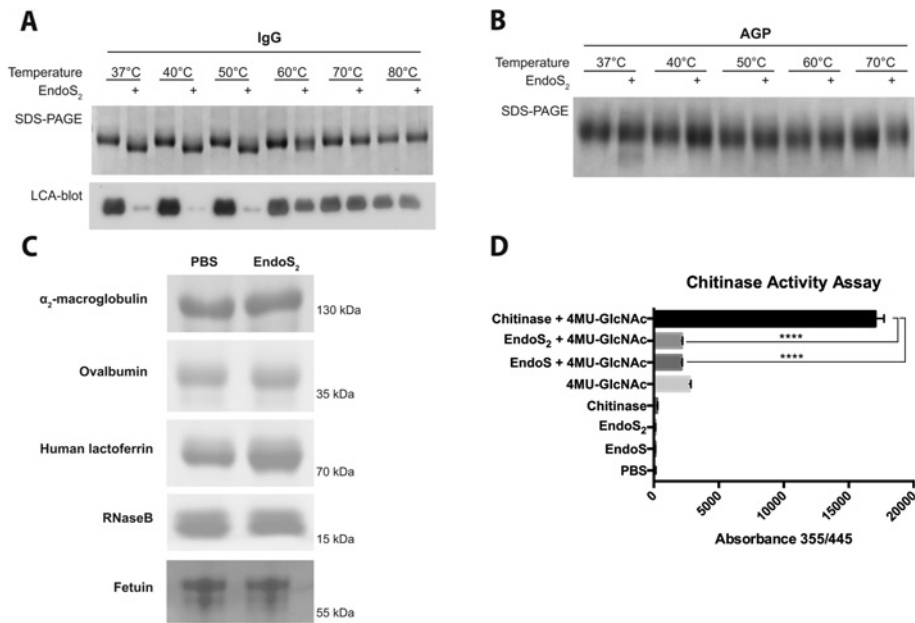 A
IgG
Temperature 37°C 40°C 50°C 60°C 70°C 80°C
EndoS₂ - + - + - + - + - + - +
SDS-PAGE
LCA-blot
B
AGP
Temperature 37°C 40°C 50°C 60°C 70°C
EndoS₂ - + - + - + - + - +
SDS-PAGE
C
PBS EndoS₂
α₂-macroglobulin 130 kDa
Ovalbumin 35 kDa
Human lactoferrin 70 kDa
RNaseB 15 kDa
Fetuin 55 kDa
D
Chitinase Activity Assay
Chitinase + 4MU-GlcNAc
EndoS₂ + 4MU-GlcNAc ****
EndoS + 4MU-GlcNAc ****
4MU-GlcNAc
Chitinase
EndoS₂
EndoS
PBS
0 5000 10000 15000 20000
Absorbance 355/445